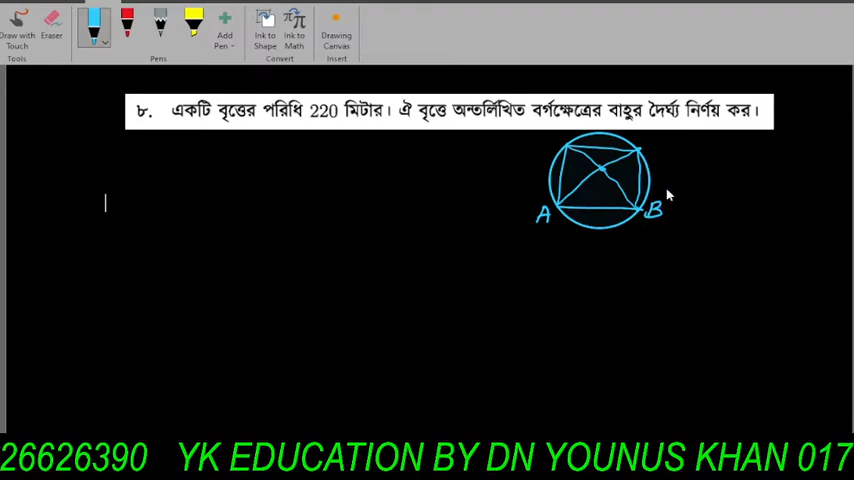 Draw with
Touch
Eraser
Add
Pen
Ink to
Shape
Ink to
Math
Drawing
Canvas
Tools
Pens
Convert
Insert
৮. একটি বৃত্তের পরিধি 220 মিটার। ঐ বৃত্তে অন্তর্লিখিত বর্গক্ষেত্রের বাহুর দৈর্ঘ্য নির্ণয় কর।
A
B
26626390 YK EDUCATION BY DN YOUNUS KHAN 017